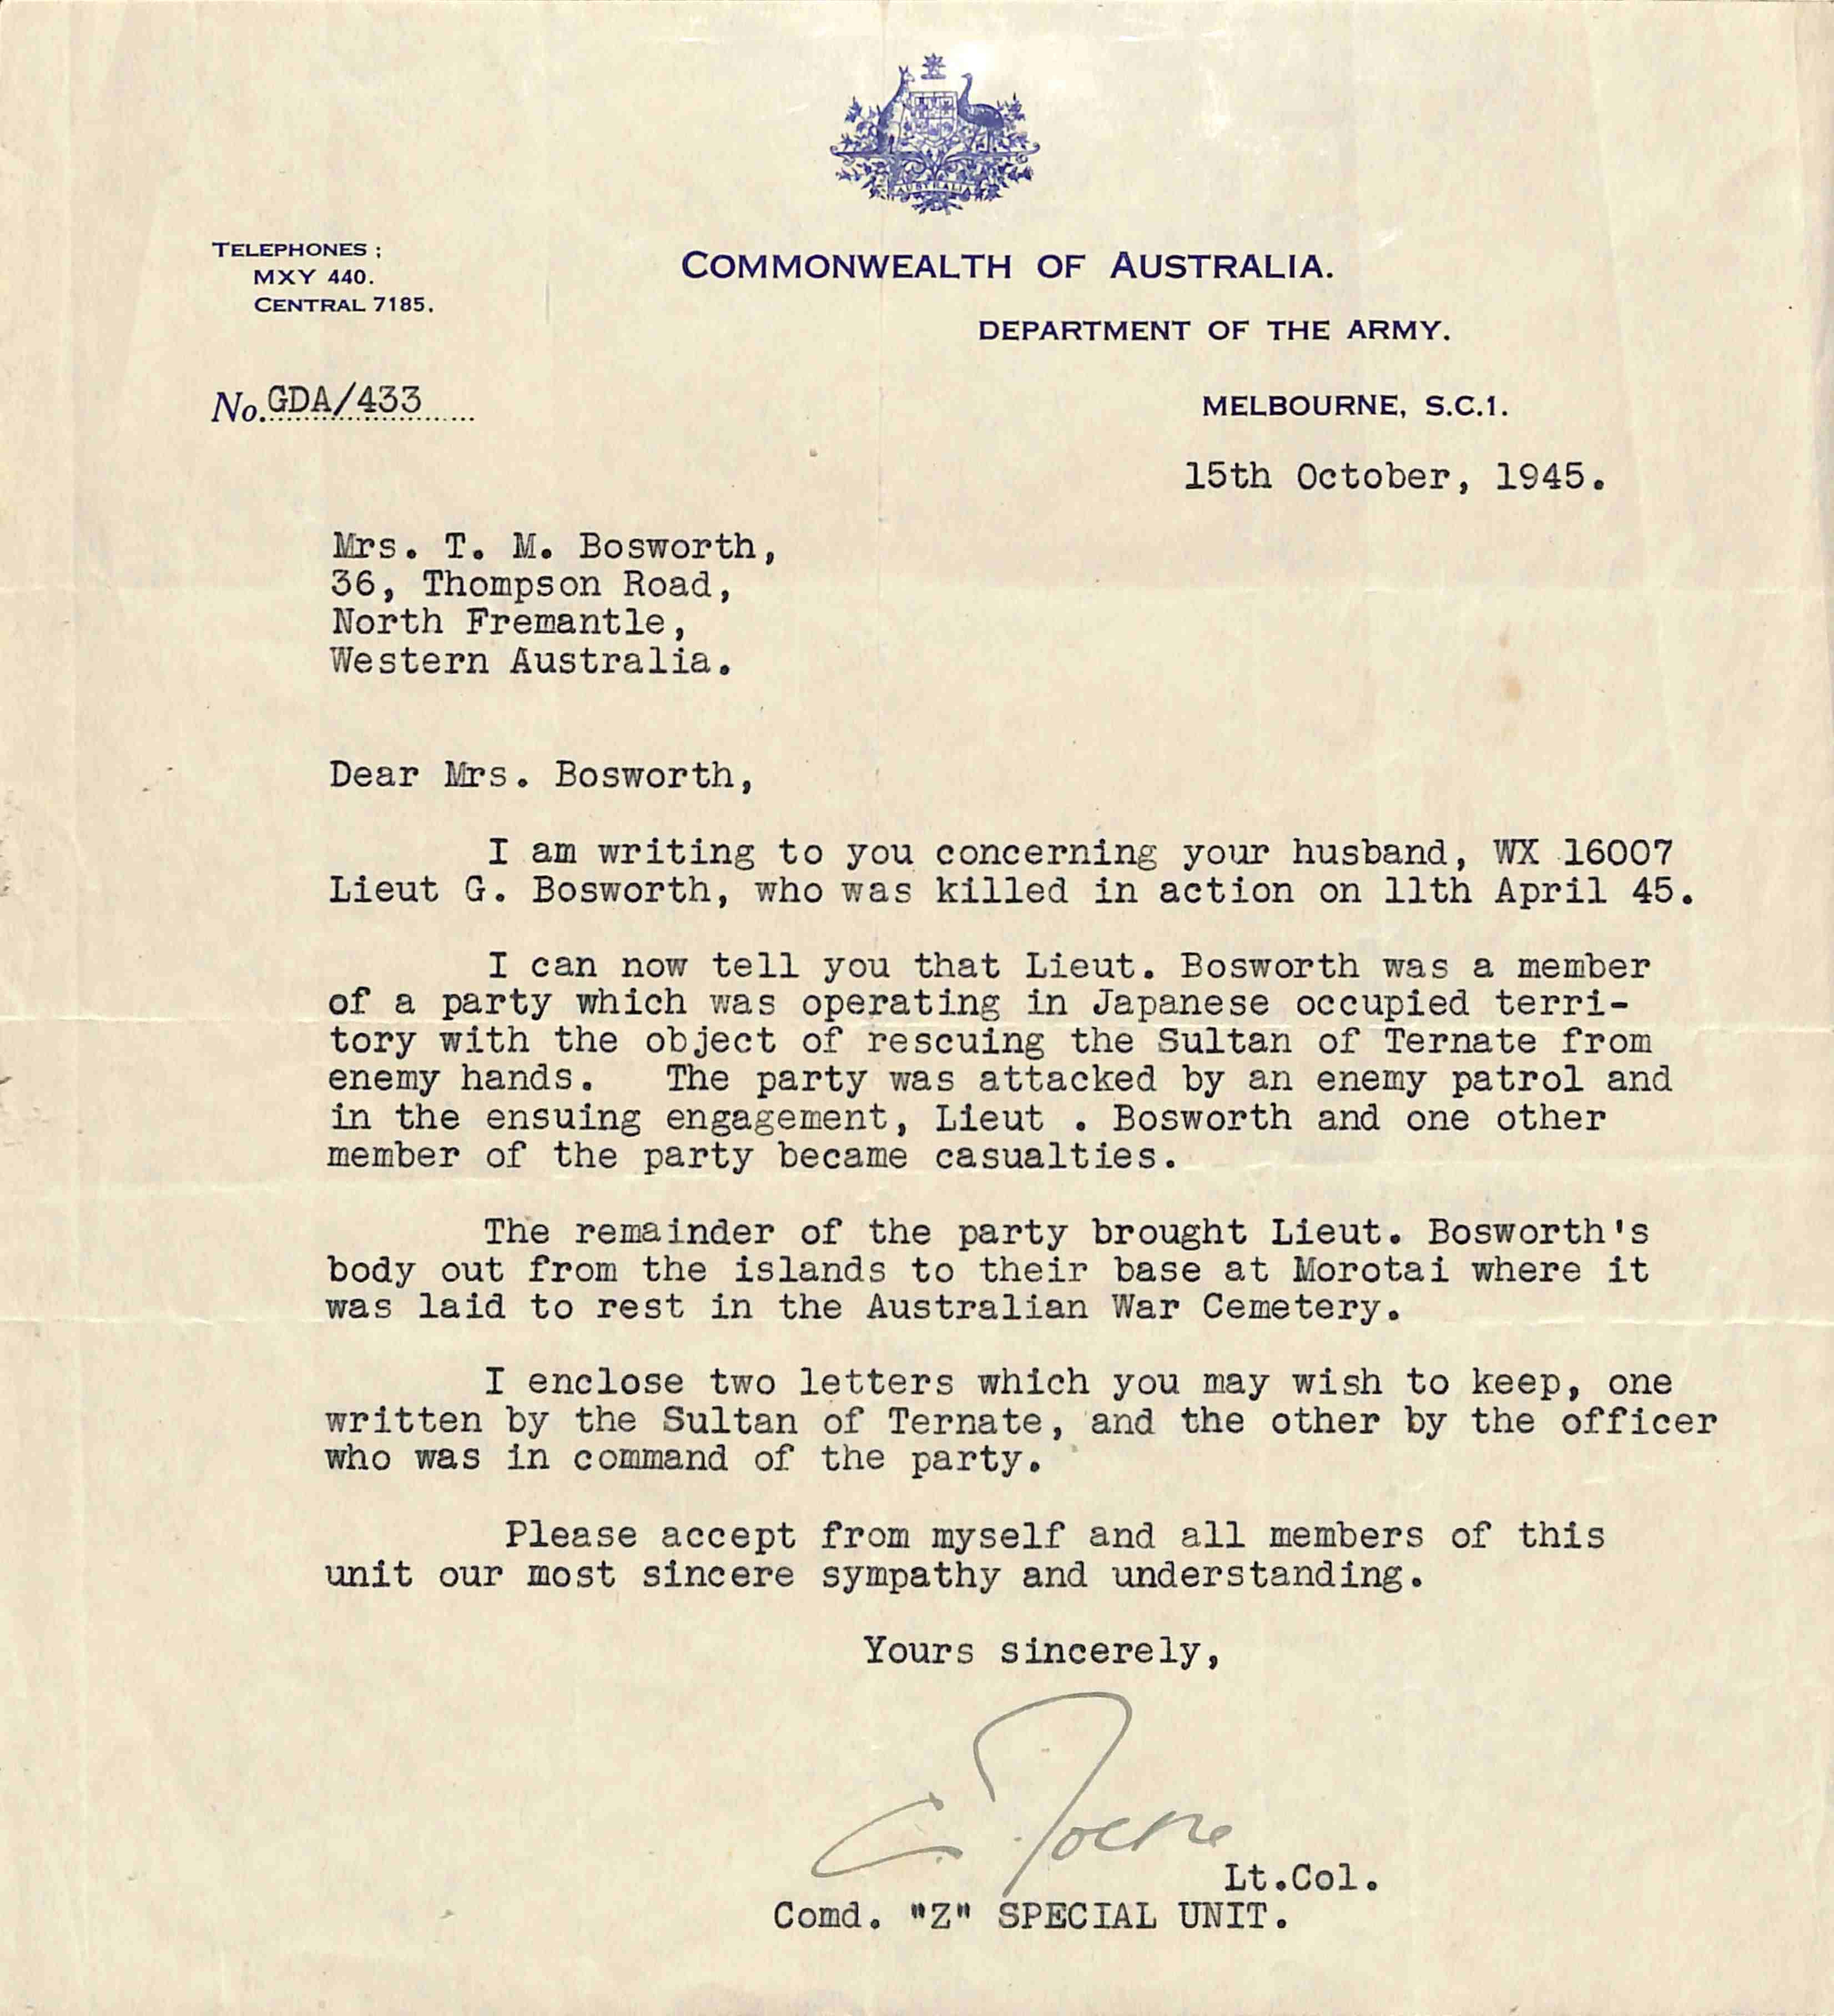 AUSTRALIA
TELEPHONES ;
MXY 440.
CENTRAL 7185.
COMMONWEALTH OF AUSTRALIA.
DEPARTMENT OF THE ARMY.
No. GDA/433
MELBOURNE, S.C.1.
15th October, 1945.
Mrs. T. M. Bosworth,
36, Thompson Road,
North Fremantle,
Western Australia.
Dear Mrs. Bosworth,
I am writing to you concerning your husband, WX 16007
Lieut G. Bosworth, who was killed in action on 11th April 45.
I can now tell you that Lieut. Bosworth was a member
of a party which was operating in Japanese occupied terri-
tory with the object of rescuing the Sultan of Ternate from
enemy hands. The party was attacked by an enemy patrol and
in the ensuing engagement, Lieut . Bosworth and one other
member of the party became casualties.
The remainder of the party brought Lieut. Bosworth's
body out from the islands to their base at Morotai where it
was laid to rest in the Australian War Cemetery.
I enclose two letters which you may wish to keep, one
written by the Sultan of Ternate, and the other by the officer
who was in command of the party.
Please accept from myself and all members of this
unit our most sincere sympathy and understanding.
Yours sincerely,
Lt.Col.
Comd. "Z" SPECIAL UNIT.